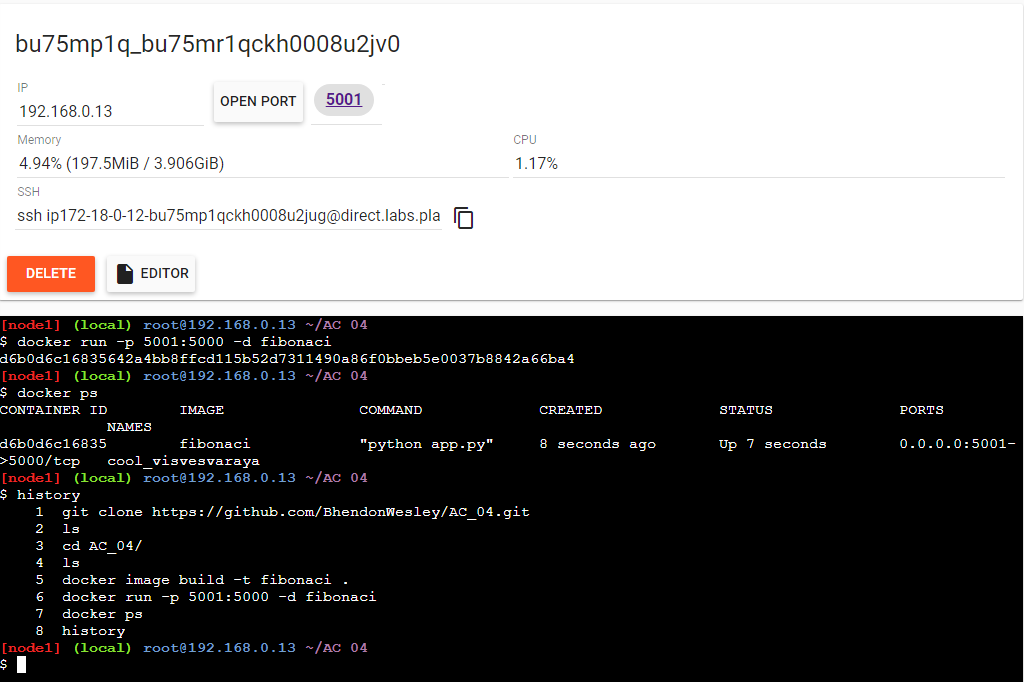 bu75mp1q_bu75mr1qckh0008u2jv0
IP
192.168.0.13
OPEN PORT
5001
Memory
4.94% (197.5MiB / 3.906GiB)
CPU
1.17%
SSH
ssh ip172-18-0-12-bu75mp1qckh0008u2jug@direct.labs.pla
DELETE
EDITOR
[node1] (local) root@192.168.0.13 ~/AC_04
$ docker run -p 5001:5000 -d fibonaci
d6b0d6c16835642a4bb8ffcd115b52d7311490a86f0bbeb5e0037b8842a66ba4
[node1] (local) root@192.168.0.13 ~/AC_04
$ docker ps
CONTAINER ID        IMAGE               COMMAND             CREATED             STATUS              PORTS
            NAMES
d6b0d6c16835        fibonaci            "python app.py"     8 seconds ago       Up 7 seconds        0.0.0.0:5001-
>5000/tcp   cool_visvesvaraya
[node1] (local) root@192.168.0.13 ~/AC_04
$ history
    1  git clone https://github.com/BhendonWesley/AC_04.git
    2  ls
    3  cd AC_04/
    4  ls
    5  docker image build -t fibonaci .
    6  docker run -p 5001:5000 -d fibonaci
    7  docker ps
    8  history
[node1] (local) root@192.168.0.13 ~/AC_04
$